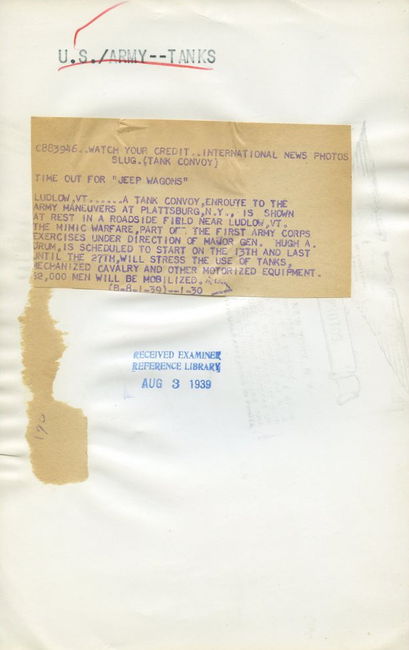 U.S./ARMY--TANKS
C883946..WATCH YOUR CREDIT..INTERNATIONAL NEWS PHOTOS
SLUG.(TANK CONVOY)
TIME OUT FOR "JEEP WAGONS"
LUDLOW,VT......A TANK CONVOY,ENROUTE TO THE
ARMY MANEUVERS AT PLATTSBURG,N.Y., IS SHOWN
AT REST IN A ROADSIDE FIELD NEAR LUDLOW,VT.
THE MIMIC WARFARE,PART OF THE FIRST ARMY CORPS
EXERCISES UNDER DIRECTION OF MAJOR GEN. HUGH A.
DRUM,IS SCHEDULED TO START ON THE 13TH AND LAST
UNTIL THE 27TH,WILL STRESS THE USE OF TANKS,
MECHANIZED CAVALRY AND OTHER MOTORIZED EQUIPMENT.
52,000 MEN WILL BE MOBILIZED.
(B-8-1-39)--1-30
RECEIVED EXAMINER
REFERENCE LIBRARY
AUG 3 1939